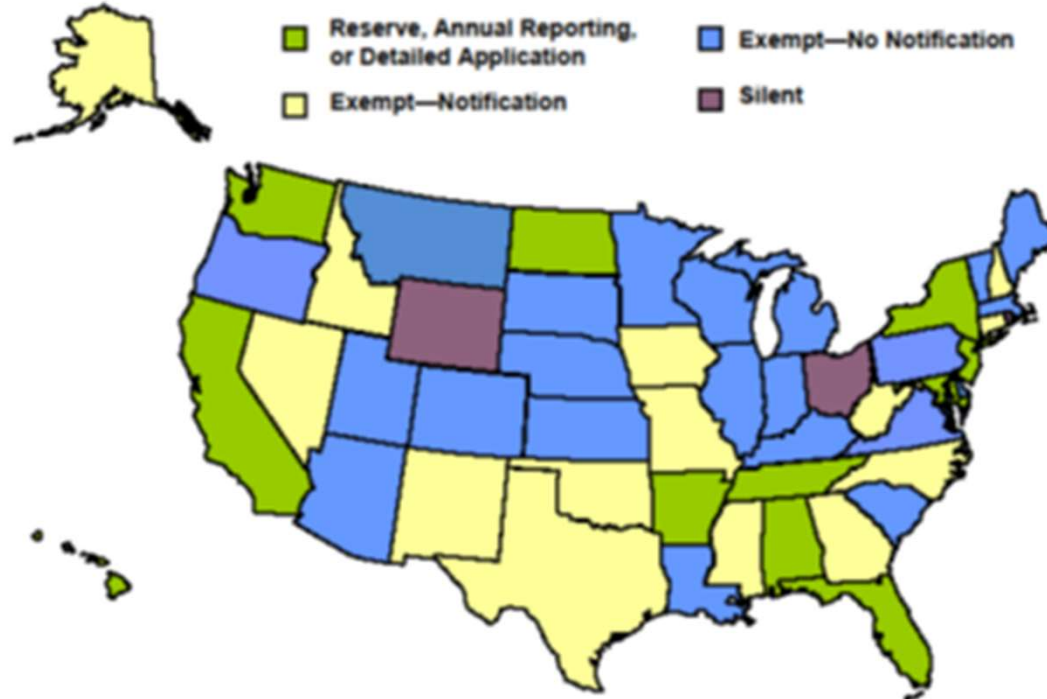 Reserve, Annual Reporting,
or Detailed Application
Exempt—Notification
Exempt—No Notification
Silent